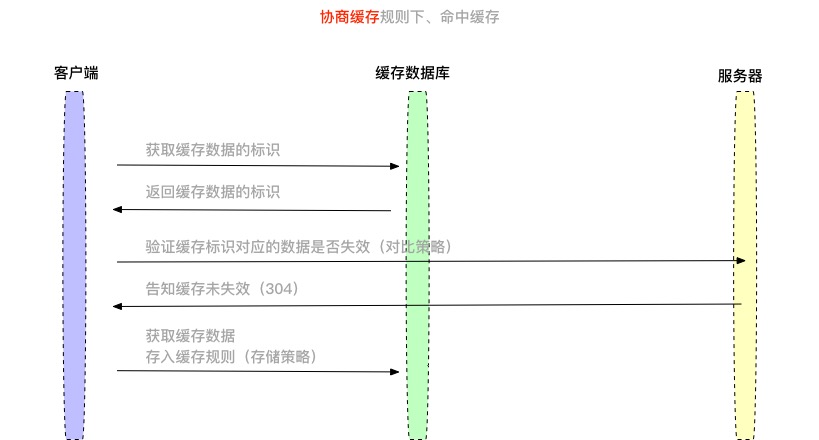 协商缓存规则下、命中缓存
客户端
缓存数据库
服务器
获取缓存数据的标识
返回缓存数据的标识
验证缓存标识对应的数据是否失效（对比策略）
告知缓存未失效（304）
获取缓存数据
存入缓存规则（存储策略）